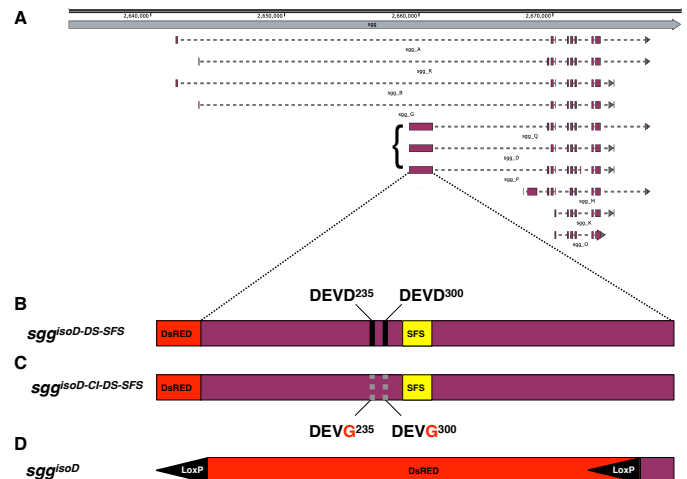 A
2,640,000 2,650,000 2,660,000 2,670,000
sgg
sgg_A
sgg_R
sgg_B
sgg_G
sgg_Q
sgg_D
sgg_P
sgg_M
sgg_K
sgg_O
{
B
DEVD235 DEVD300
sggisoD-DS-SFS
DsRED SFS
C
sggisoD-CI-DS-SFS
DsRED SFS
DEVG235 DEVG300
D
sggisoD
LoxP DsRED LoxP